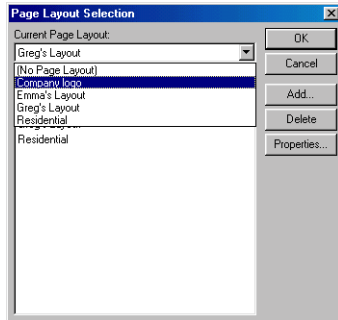 Page Layout Selection
Current Page Layout:
Greg's Layout
(No Page Layout)
Company logo
Emma's Layout
Greg's Layout
Residential
Residential
OK
Cancel
Add...
Delete
Properties...